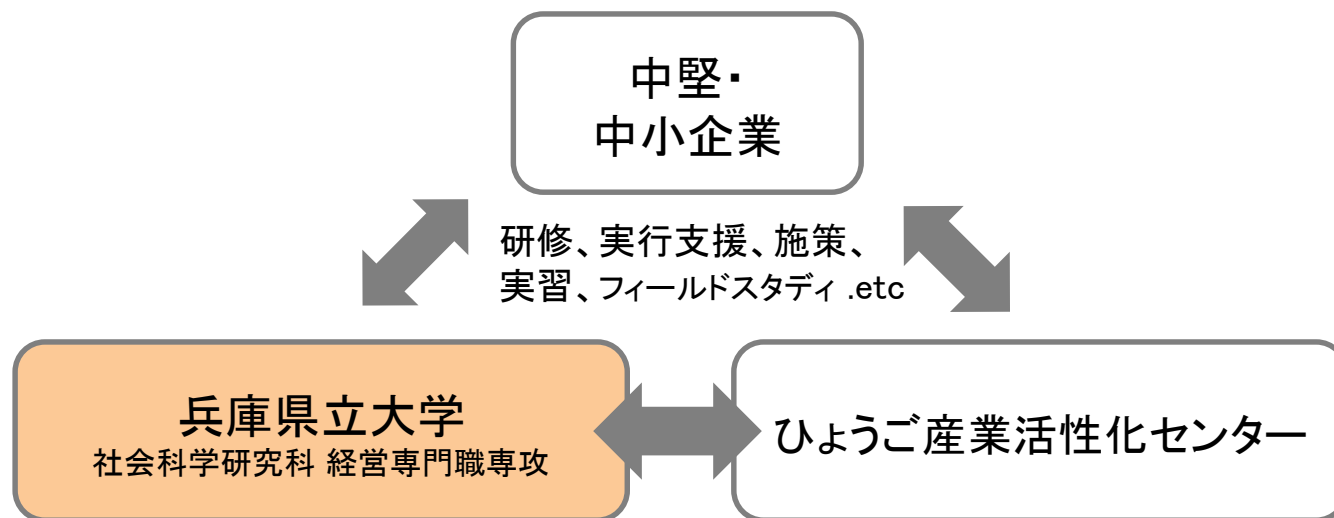 中堅・
中小企業
研修、実行支援、施策、
実習、フィールドスタディ .etc
兵庫県立大学
社会科学研究科 経営専門職専攻
ひょうご産業活性化センター